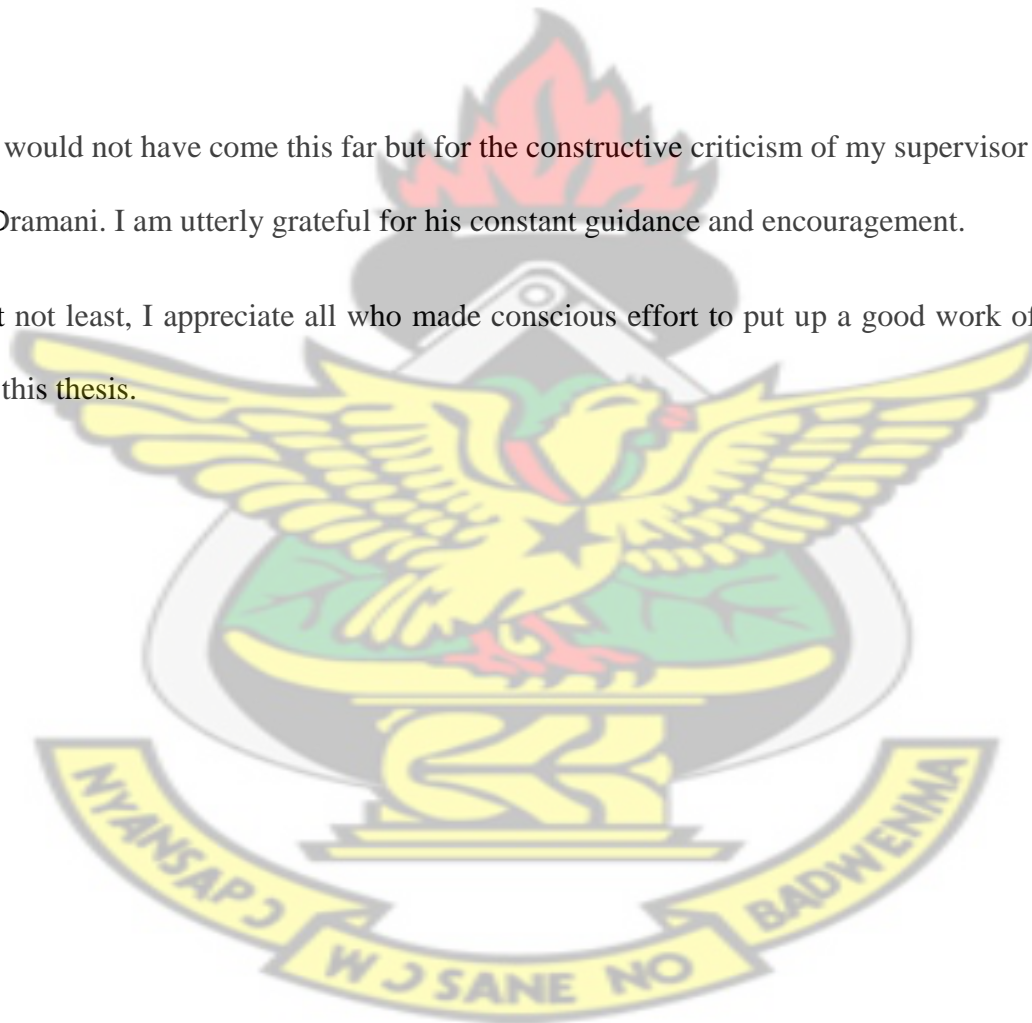 would not have come this far but for the constructive criticism of my supervisor
Dramani. I am utterly grateful for his constant guidance and encouragement.
not least, I appreciate all who made conscious effort to put up a good work of
this thesis.
NYANSAPƆ
WƆSANE NO
BADWENMA